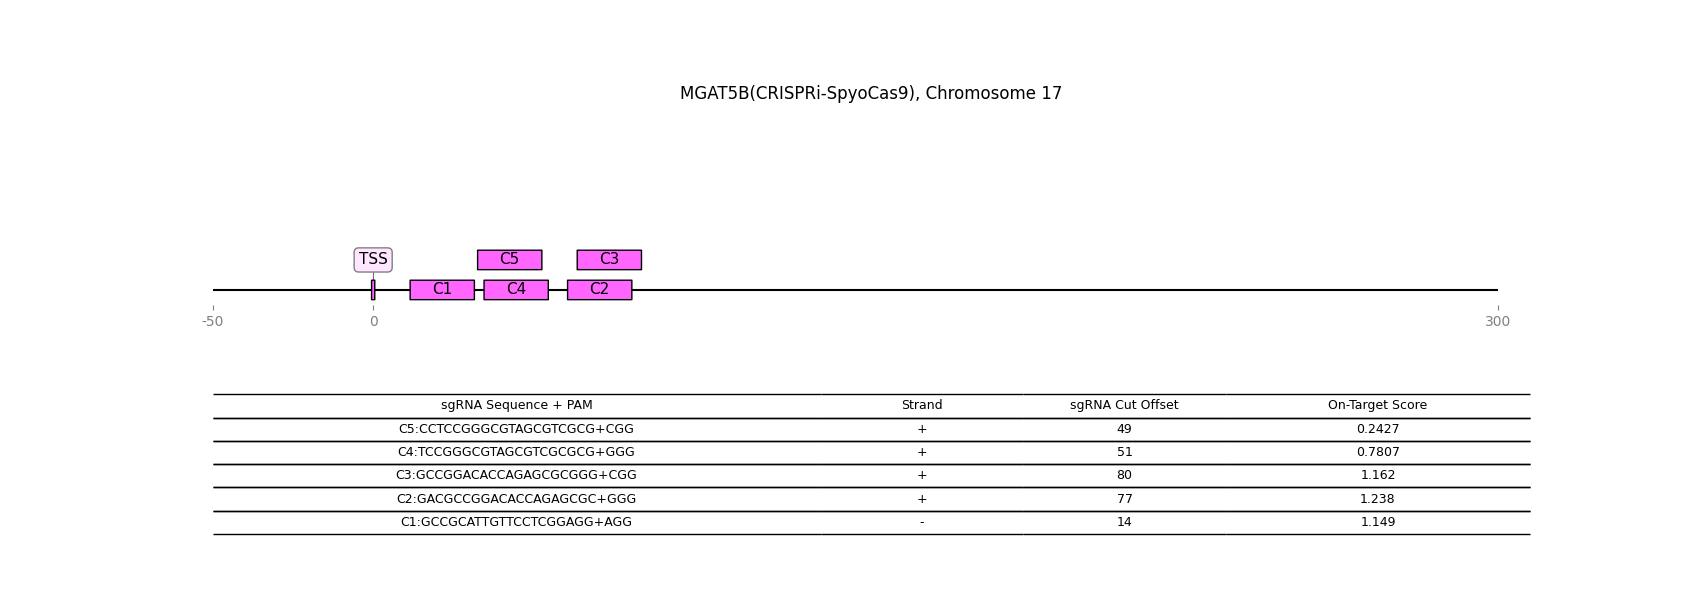 MGAT5B(CRISPRi-SpyoCas9), Chromosome 17
TSS C5 C3
C1 C4 C2
-50 0 300
sgRNA Sequence + PAM Strand sgRNA Cut Offset On-Target Score
C5:CCTCCGGGCGTAGCGTCGCG+CGG + 49 0.2427
C4:TCCGGGCGTAGCGTCGCGCG+GGG + 51 0.7807
C3:GCCGGACACCAGAGCGCGGG+CGG + 80 1.162
C2:GACGCCGGACACCAGAGCGC+GGG + 77 1.238
C1:GCCGCATTGTTCCTCGGAGG+AGG - 14 1.149